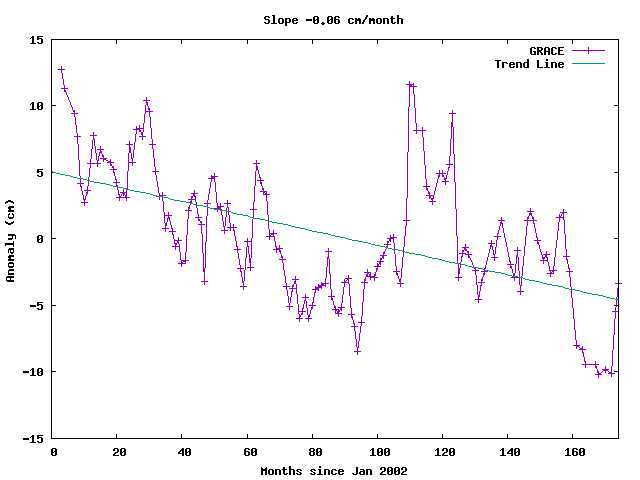 Slope -0.06 cm/month
GRACE
Trend Line
15
10
5
0
-5
-10
-15
Anomaly (cm)
0 20 40 60 80 100 120 140 160
Months since Jan 2002